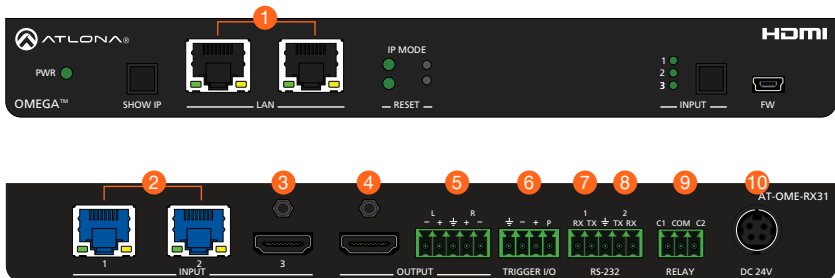 1
ATLONA®
HDMI
IP MODE
PWR
1
2
3
OMEGA™
SHOW IP
LAN
RESET
INPUT
FW
2
3
4
5
6
7
8
9
10
AT-OME-RX31
L R
− + ⏚ + −
⏚ − + P
1 2
RX TX ⏚ TX RX
C1 COM C2
1
2
3
INPUT
OUTPUT
TRIGGER I/O
RS-232
RELAY
DC 24V